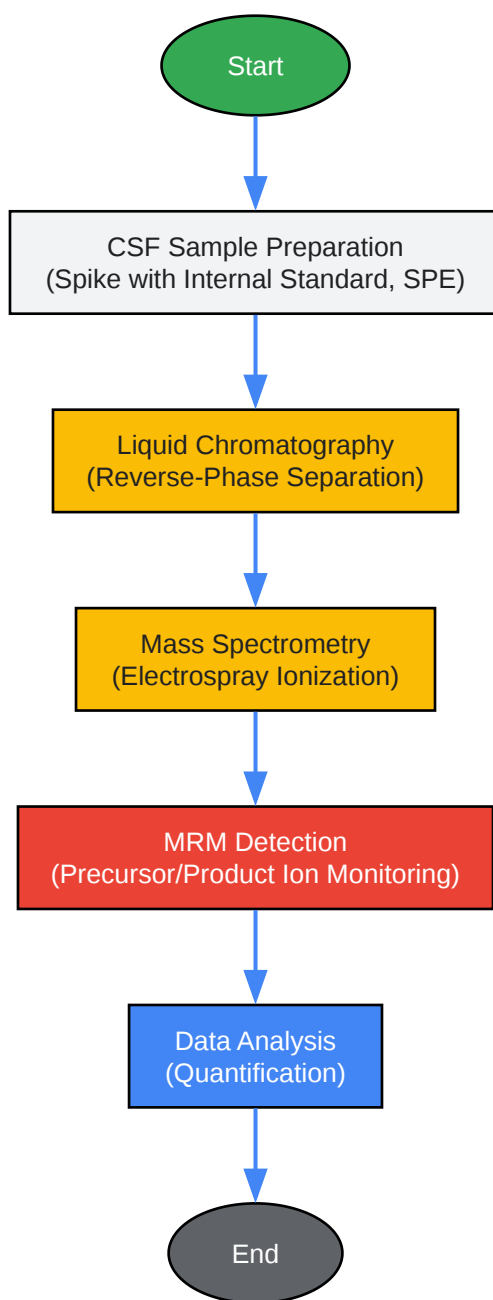 Start
CSF Sample Preparation
(Spike with Internal Standard, SPE)
Liquid Chromatography
(Reverse-Phase Separation)
Mass Spectrometry
(Electrospray Ionization)
MRM Detection
(Precursor/Product Ion Monitoring)
Data Analysis
(Quantification)
End